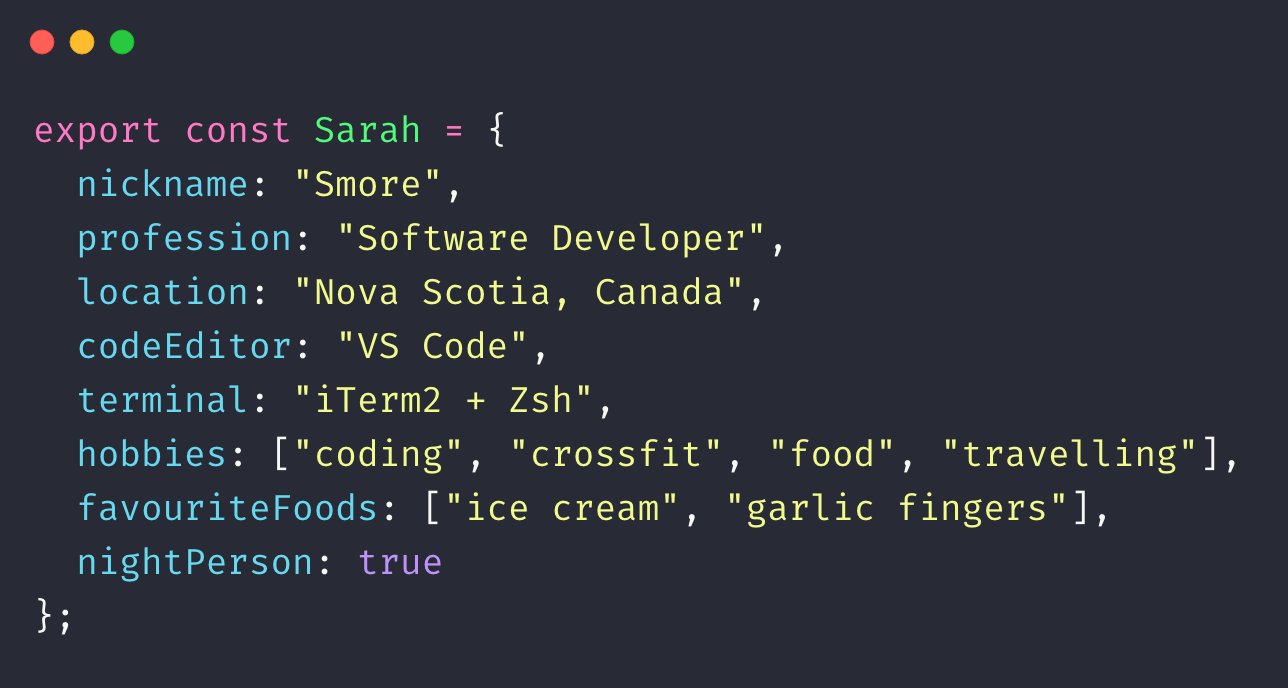 export const Sarah = {
  nickname: "Smore",
  profession: "Software Developer",
  location: "Nova Scotia, Canada",
  codeEditor: "VS Code",
  terminal: "iTerm2 + Zsh",
  hobbies: ["coding", "crossfit", "food", "travelling"],
  favouriteFoods: ["ice cream", "garlic fingers"],
  nightPerson: true
};